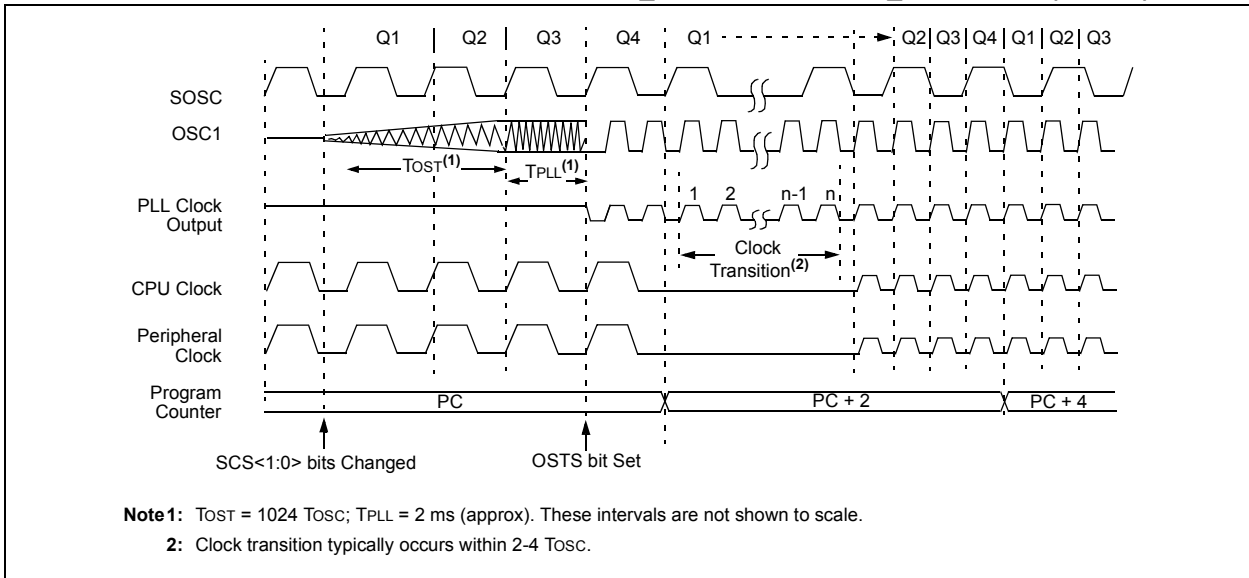 Q1 Q2 Q3 Q4 Q1 Q2 Q3 Q4 Q1 Q2 Q3
SOSC
OSC1
TOST(1)
TPLL(1)
1 2 n-1 n
PLL Clock
Output
Clock
Transition(2)
CPU Clock
Peripheral
Clock
Program
Counter
PC PC + 2 PC + 4
SCS<1:0> bits Changed OSTS bit Set
Note 1: TOST = 1024 TOSC; TPLL = 2 ms (approx). These intervals are not shown to scale.
2: Clock transition typically occurs within 2-4 TOSC.